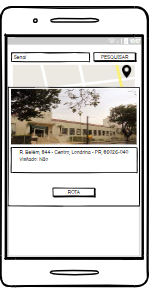 Senai
PESQUISAR
R. Belém, 844 - Centro, Londrina - PR, 86026-040
Visitado: Não
ROTA